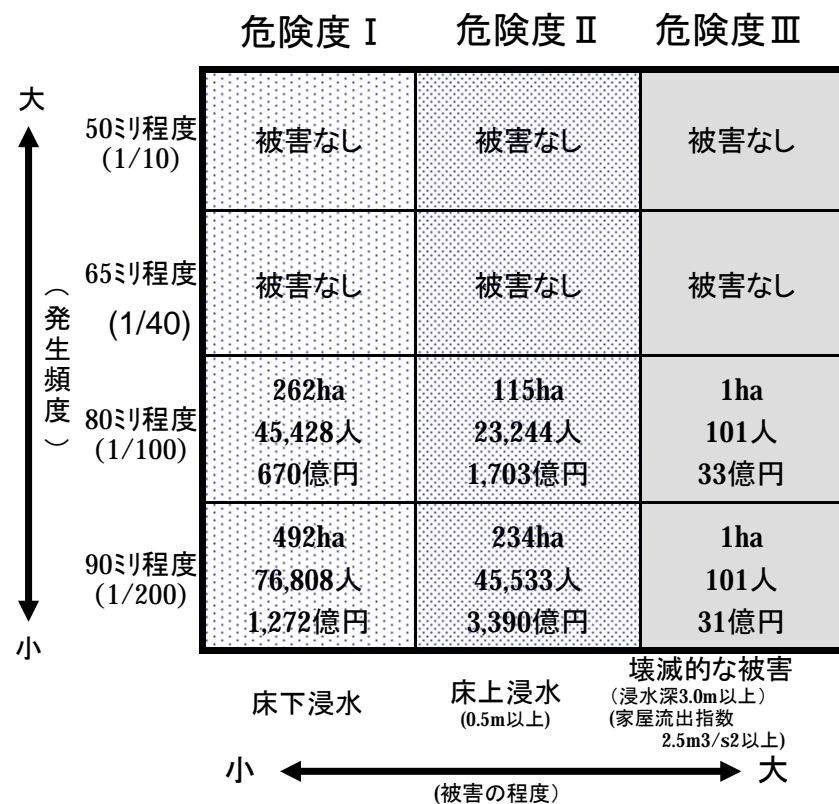 危険度Ⅰ 危険度Ⅱ 危険度Ⅲ
大
50ミリ程度
(1/10)
被害なし 被害なし 被害なし
65ミリ程度
(1/40)
被害なし 被害なし 被害なし
（発生頻度）
80ミリ程度
(1/100)
262ha 115ha 1ha
45,428人 23,244人 101人
670億円 1,703億円 33億円
90ミリ程度
(1/200)
492ha 234ha 1ha
76,808人 45,533人 101人
1,272億円 3,390億円 31億円
小
床下浸水
床上浸水
(0.5m以上)
壊滅的な被害
（浸水深3.0m以上）
(家屋流出指数
2.5m3/s2以上)
小 大
(被害の程度）